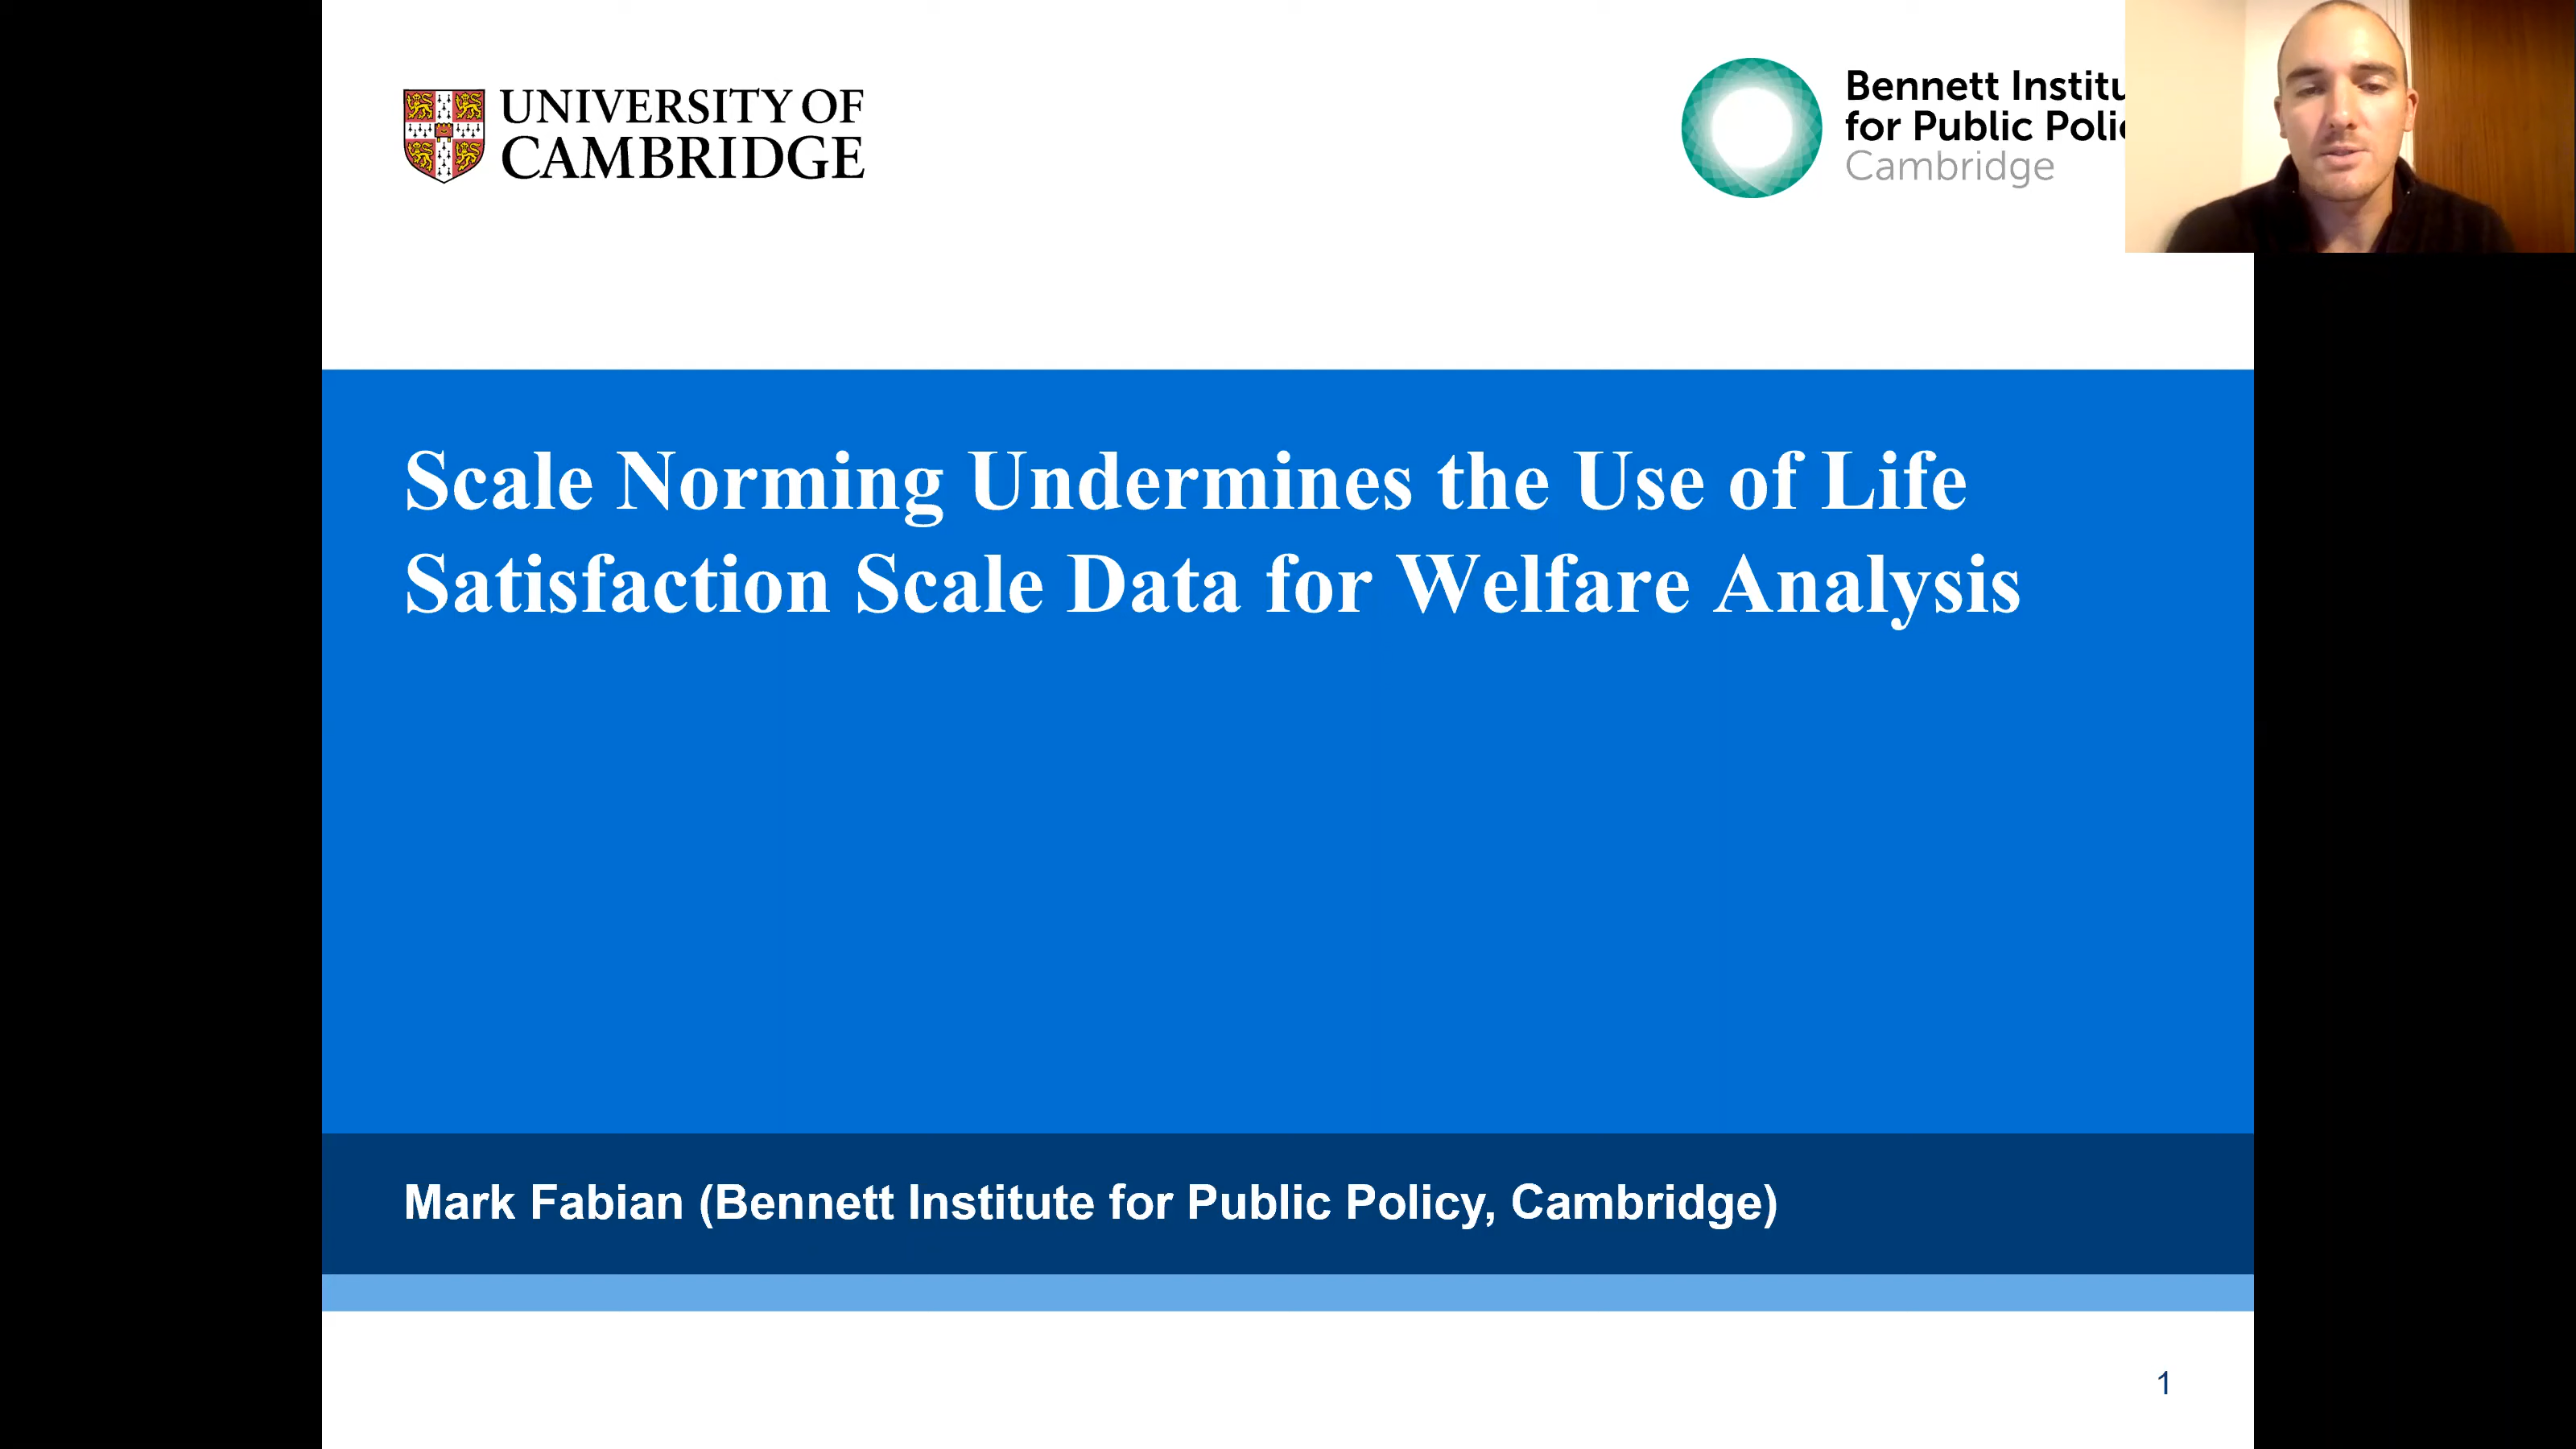 UNIVERSITY OF
CAMBRIDGE
Bennett Institu
for Public Polic
Cambridge
Scale Norming Undermines the Use of Life
Satisfaction Scale Data for Welfare Analysis
Mark Fabian (Bennett Institute for Public Policy, Cambridge)
1